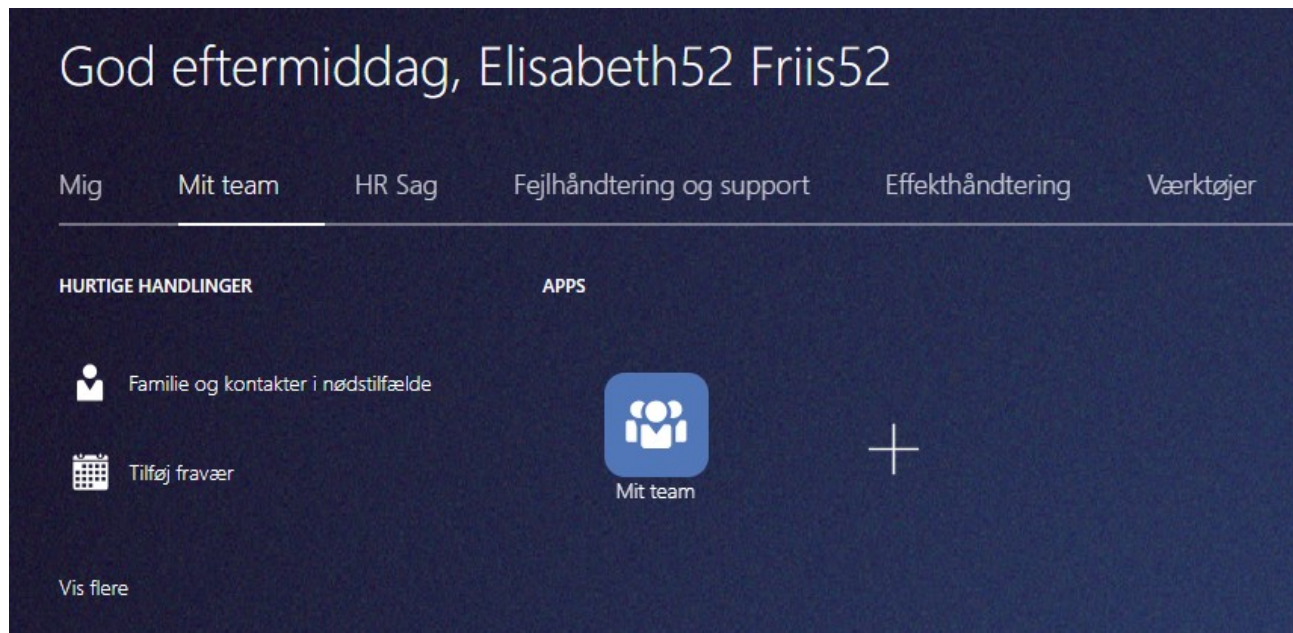 God eftermiddag, Elisabeth52 Friis52
Mig Mit team HR Sag Fejlhåndtering og support Effekthåndtering Værktøjer
HURTIGE HANDLINGER
Familie og kontakter i nødstilfælde
Tilføj fravær
Vis flere
APPS
Mit team